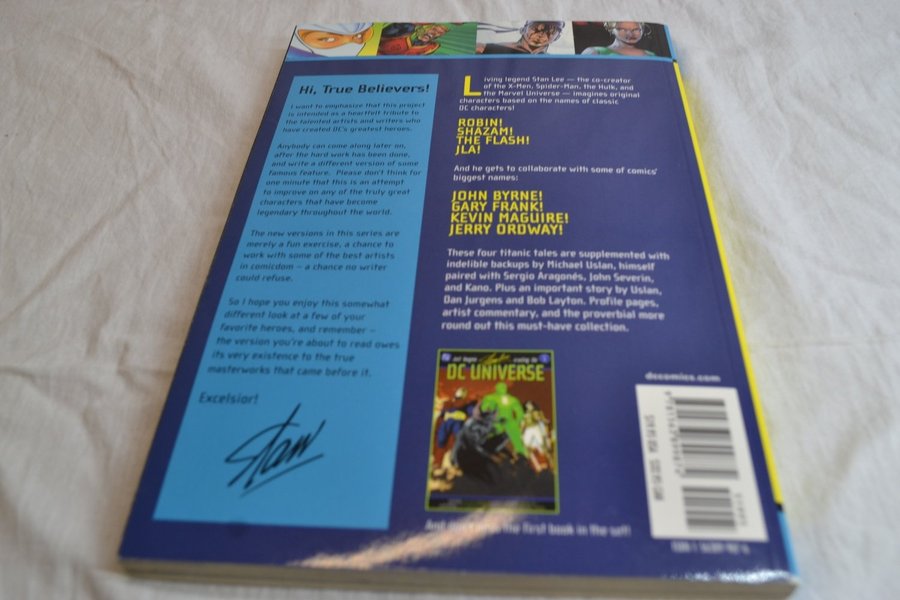 Hi, True Believers!
I want to emphasize that this project
is intended as a heartfelt tribute to
the talented artists and writers who
have created DC's greatest heroes.
Anybody can come along later on,
after the hard work has been done,
and write a different version of some
famous feature. Please don't think for
one minute that this is an attempt
to improve on any of the truly great
characters that have become
legendary throughout the world.
The new versions in this series are
merely a fun exercise, a chance to
work with some of the best artists
in comicdom – a chance no writer
could refuse.
So I hope you enjoy this somewhat
different look at a few of your
favorite heroes, and remember –
the version you're about to read owes
its very existence to the true
masterworks that came before it.
Excelsior!
Stan
Living legend Stan Lee — the co-creator
of the X-Men, Spider-Man, the Hulk, and
the Marvel Universe — imagines original
characters based on the names of classic
DC characters!
ROBIN!
SHAZAM!
THE FLASH!
JLA!
And he gets to collaborate with some of comics'
biggest names:
JOHN BYRNE!
GARY FRANK!
KEVIN MAGUIRE!
JERRY ORDWAY!
These four titanic tales are supplemented with
indelible backups by Michael Uslan, himself
paired with Sergio Aragonés, John Severin,
and Kano. Plus an important story by Uslan,
Dan Jurgens and Bob Layton. Profile pages,
artist commentary, and the proverbial more
round out this must-have collection.
DC UNIVERSE
the first book in the set!
dccomics.com